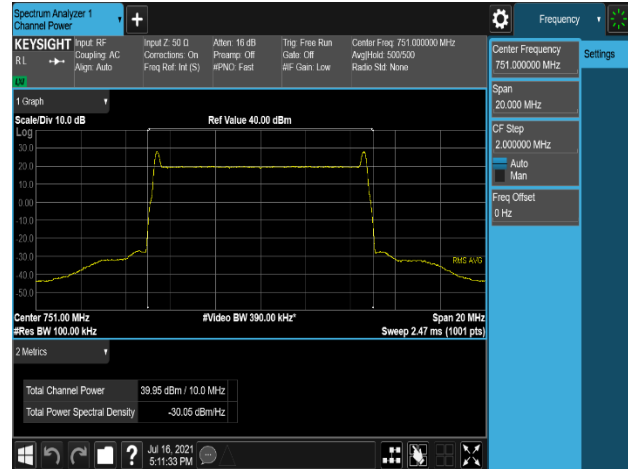 Spectrum Analyzer 1
Channel Power
Frequency
KEYSIGHT
R L
LW
Input: RF
Coupling: AC
Align: Auto
Input Z: 50 Ω
Corrections: On
Freq Ref: Int (S)
Atten: 16 dB
Preamp: Off
#PNO: Fast
Trig: Free Run
Gate: Off
#IF Gain: Low
Center Freq: 751.000000 MHz
Avg|Hold: 500/500
Radio Std: None
Center Frequency
751.000000 MHz
Settings
Span
20.000 MHz
CF Step
2.000000 MHz
Auto
Man
Freq Offset
0 Hz
1 Graph
Scale/Div 10.0 dB
Ref Value 40.00 dBm
Log
30.0
20.0
10.0
0.00
-10.0
-20.0
-30.0
-40.0
-50.0
RMS AVG
Center 751.00 MHz
#Video BW 390.00 kHz*
Span 20 MHz
#Res BW 100.00 kHz
Sweep 2.47 ms (1001 pts)
2 Metrics
Total Channel Power 39.95 dBm / 10.0 MHz
Total Power Spectral Density -30.05 dBm/Hz
?
Jul 16, 2021
5:11:33 PM